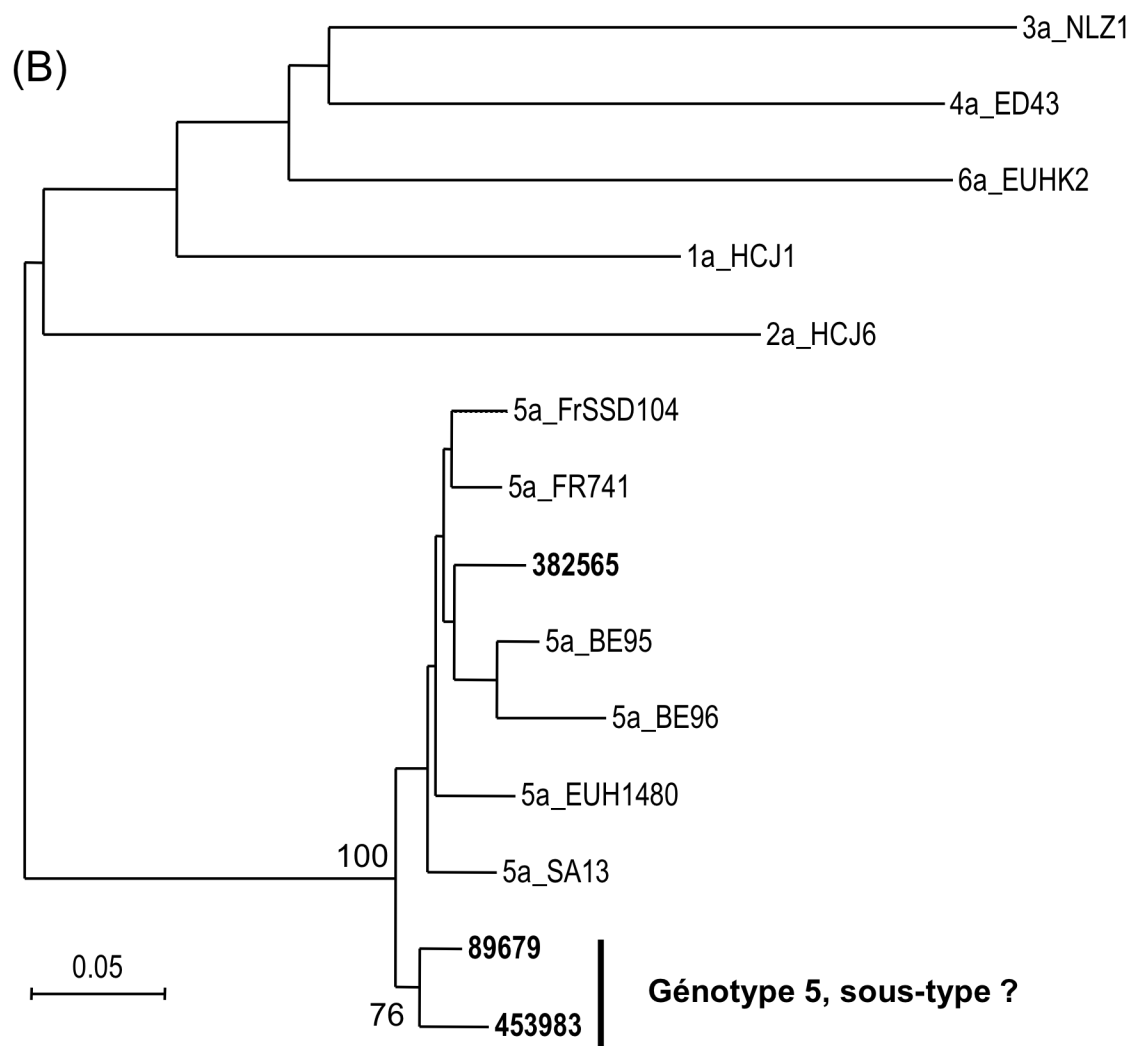 3a_NLZ1
(B)
4a_ED43
6a_EUHK2
1a_HCJ1
2a_HCJ6
5a_FrSSD104
5a_FR741
382565
5a_BE95
5a_BE96
5a_EUH1480
100
5a_SA13
89679
0.05
Génotype 5, sous-type ?
76
453983